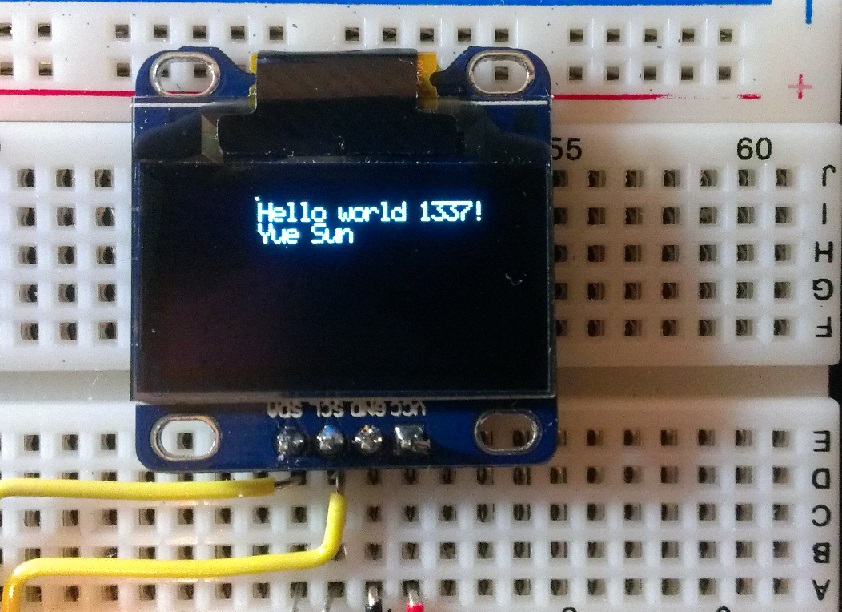 +
55 60
J
I
H
G
F
Hello world 1337!
Yue Sun
SDA SCL GND VCC
E
D
C
B
A